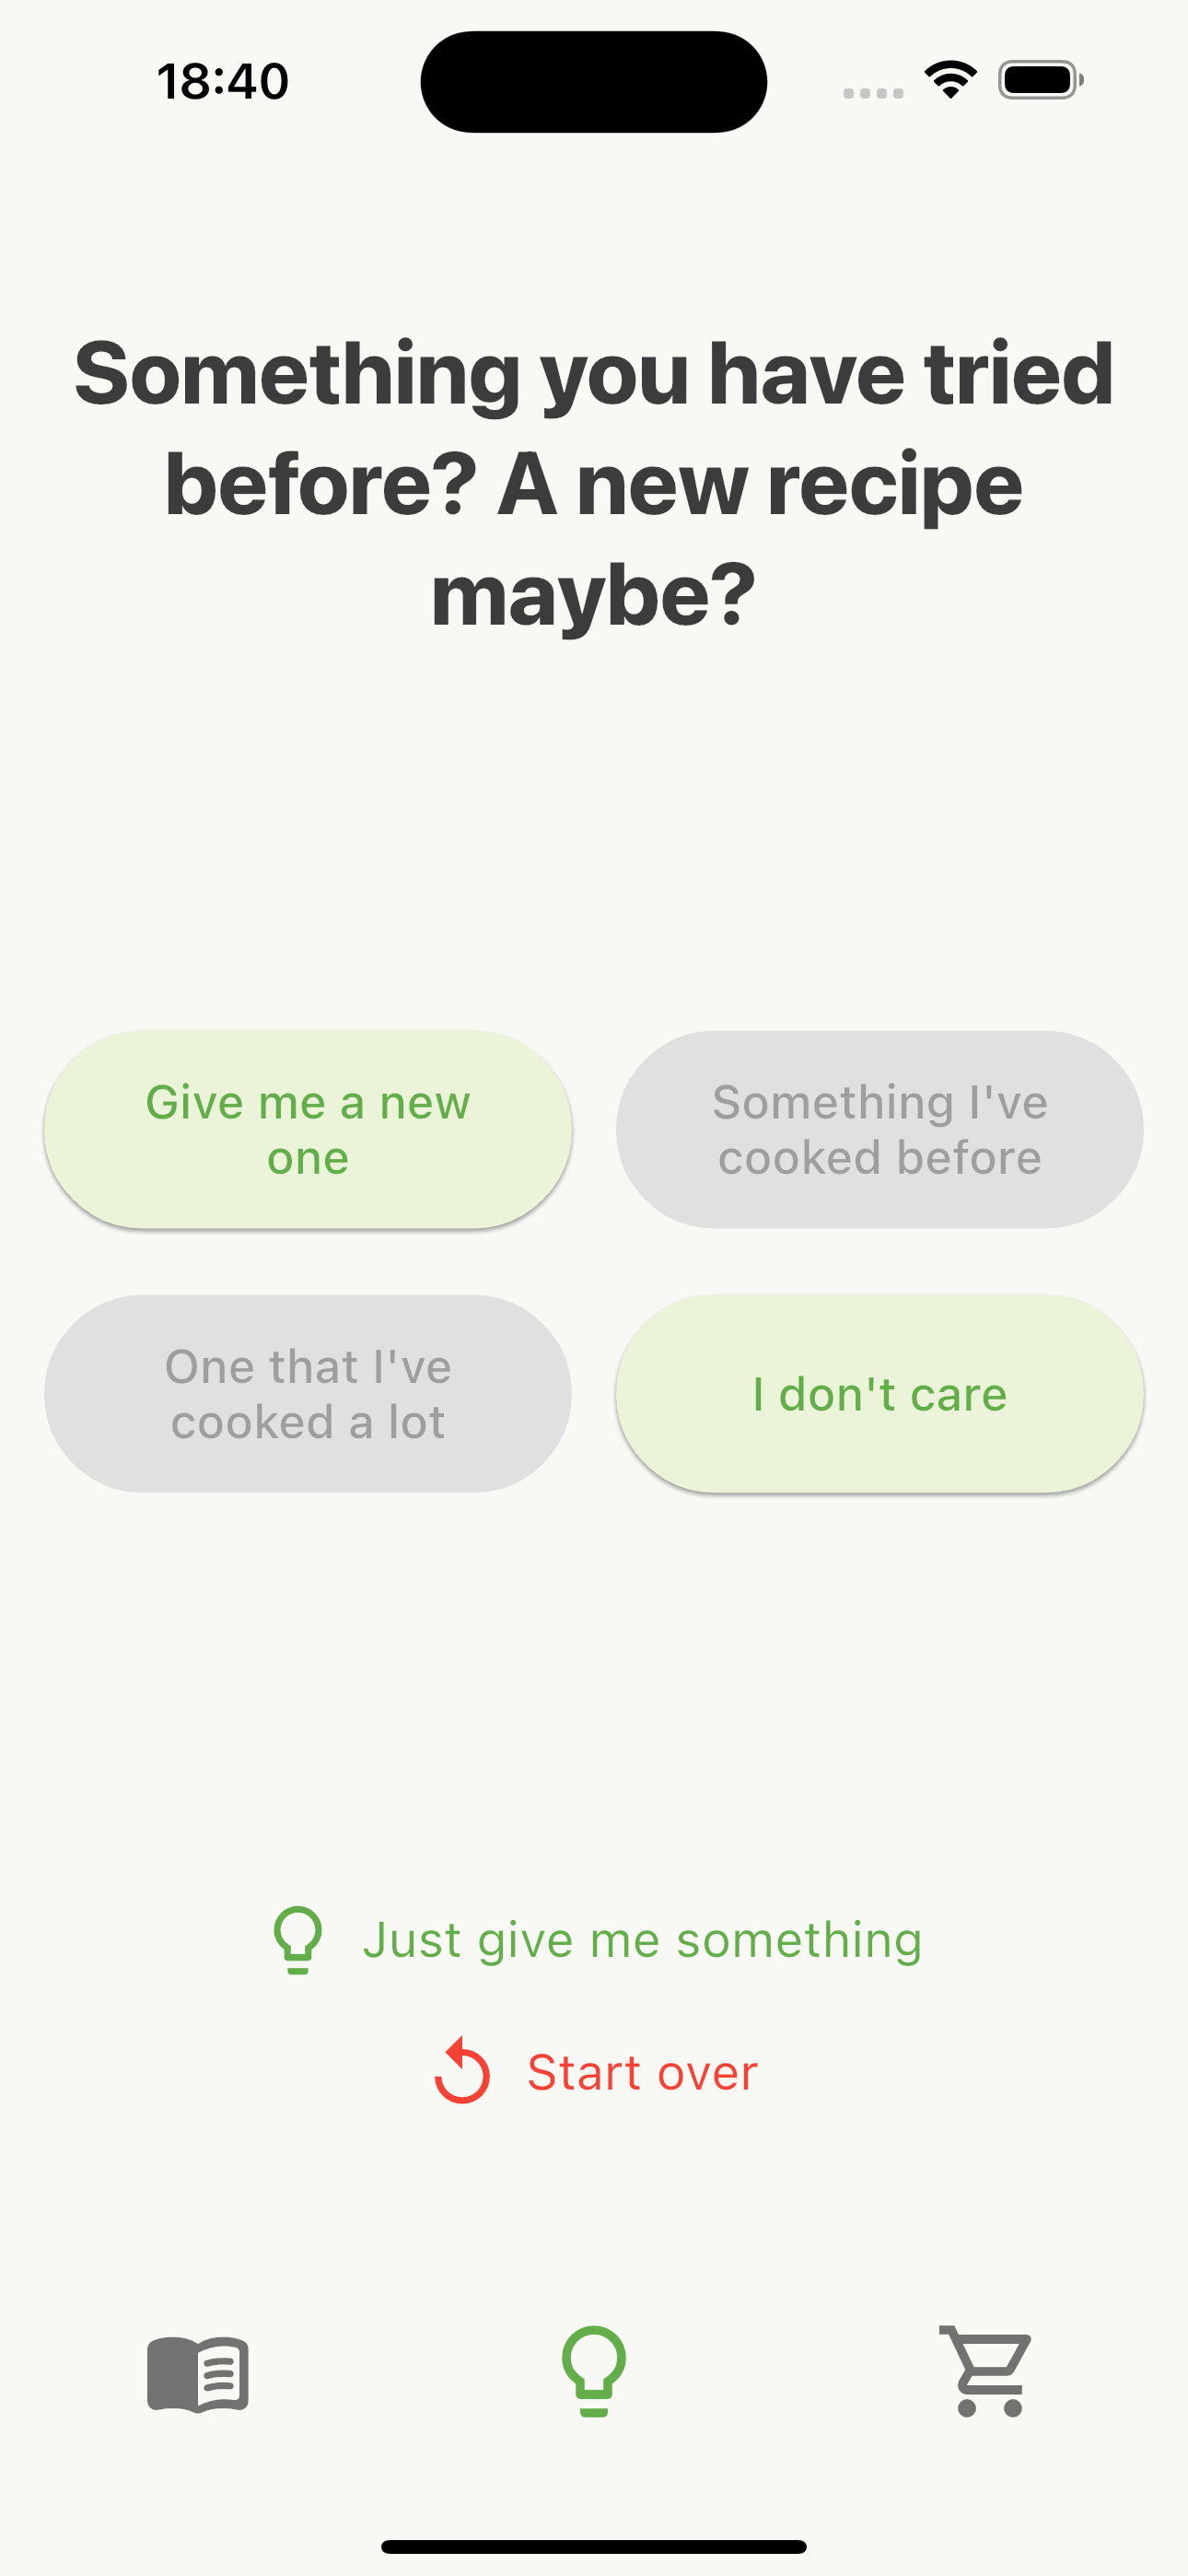 18:40
Something you have tried
before? A new recipe
maybe?
Give me a new
one
Something I've
cooked before
One that I've
cooked a lot
I don't care
Just give me something
Start over